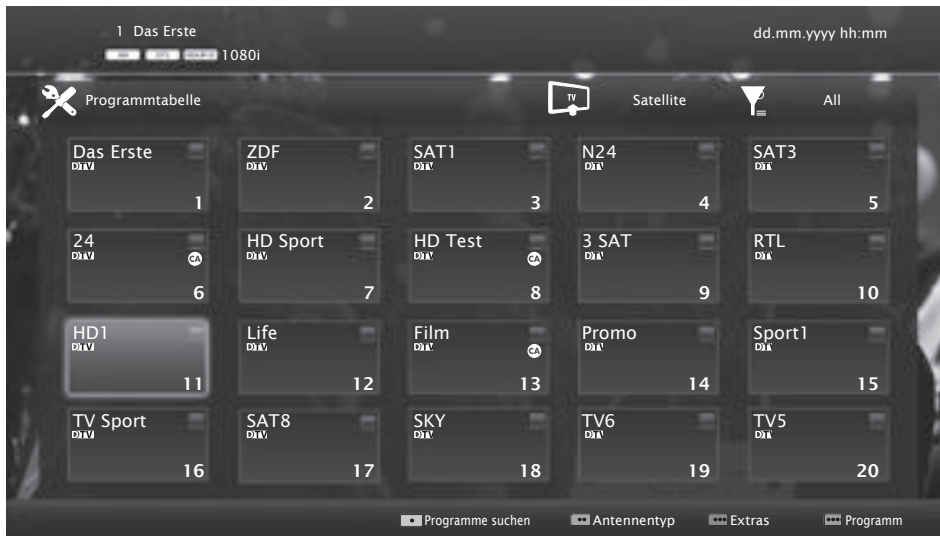 1 Das Erste
dd.mm.yyyy hh:mm
1080i
Programmtabelle
TV
Satellite
All
Das Erste
DTV
1
ZDF
DTV
2
SAT1
DTV
3
N24
DTV
4
SAT3
DTV
5
24
DTV
CA
6
HD Sport
DTV
7
HD Test
DTV
CA
8
3 SAT
DTV
9
RTL
DTV
10
HD1
DTV
11
Life
DTV
12
Film
DTV
CA
13
Promo
DTV
14
Sport1
DTV
15
TV Sport
DTV
16
SAT8
DTV
17
SKY
DTV
18
TV6
DTV
19
TV5
DTV
20
Programme suchen
Antennentyp
Extras
Programm